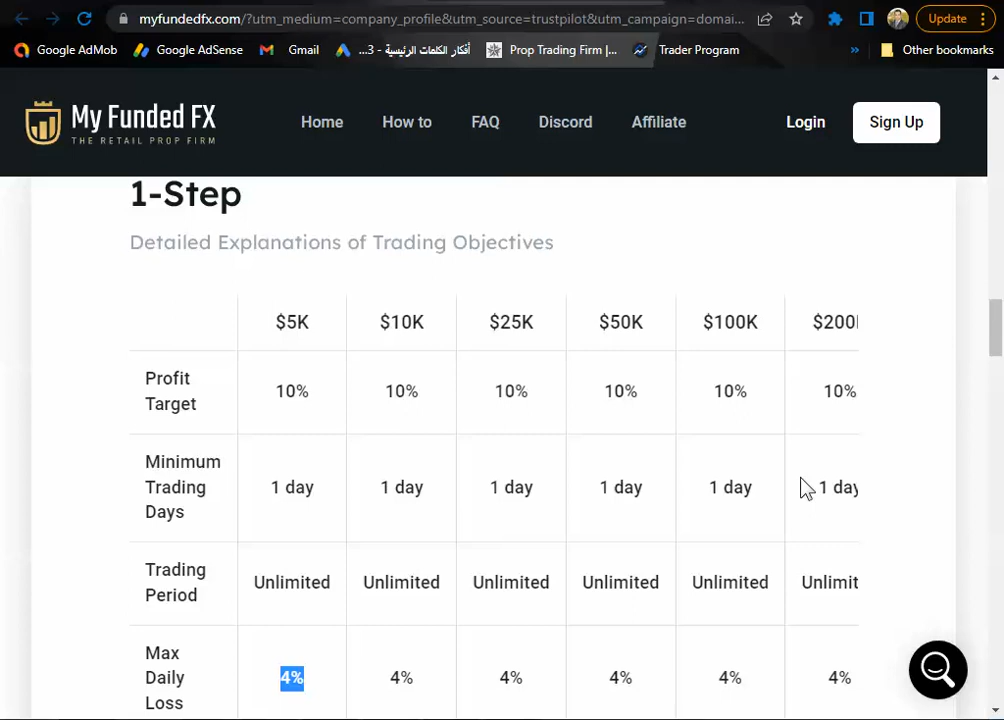 myfundedfx.com/?utm_medium=company_profile&utm_source=trustpilot&utm_campaign=domai...
Update
Google AdMob
Google AdSense
Gmail
أفكار الكلمات الرئيسية - 3...
Prop Trading Firm |...
Trader Program
»
Other bookmarks
My Funded FX
THE RETAIL PROP FIRM
Home How to FAQ Discord Affiliate Login Sign Up
1-Step
Detailed Explanations of Trading Objectives
$5K $10K $25K $50K $100K $200K
Profit
Target
10% 10% 10% 10% 10% 10%
Minimum
Trading
Days
1 day 1 day 1 day 1 day 1 day 1 day
Trading
Period
Unlimited Unlimited Unlimited Unlimited Unlimited Unlimit
Max
Daily
Loss
4% 4% 4% 4% 4% 4%